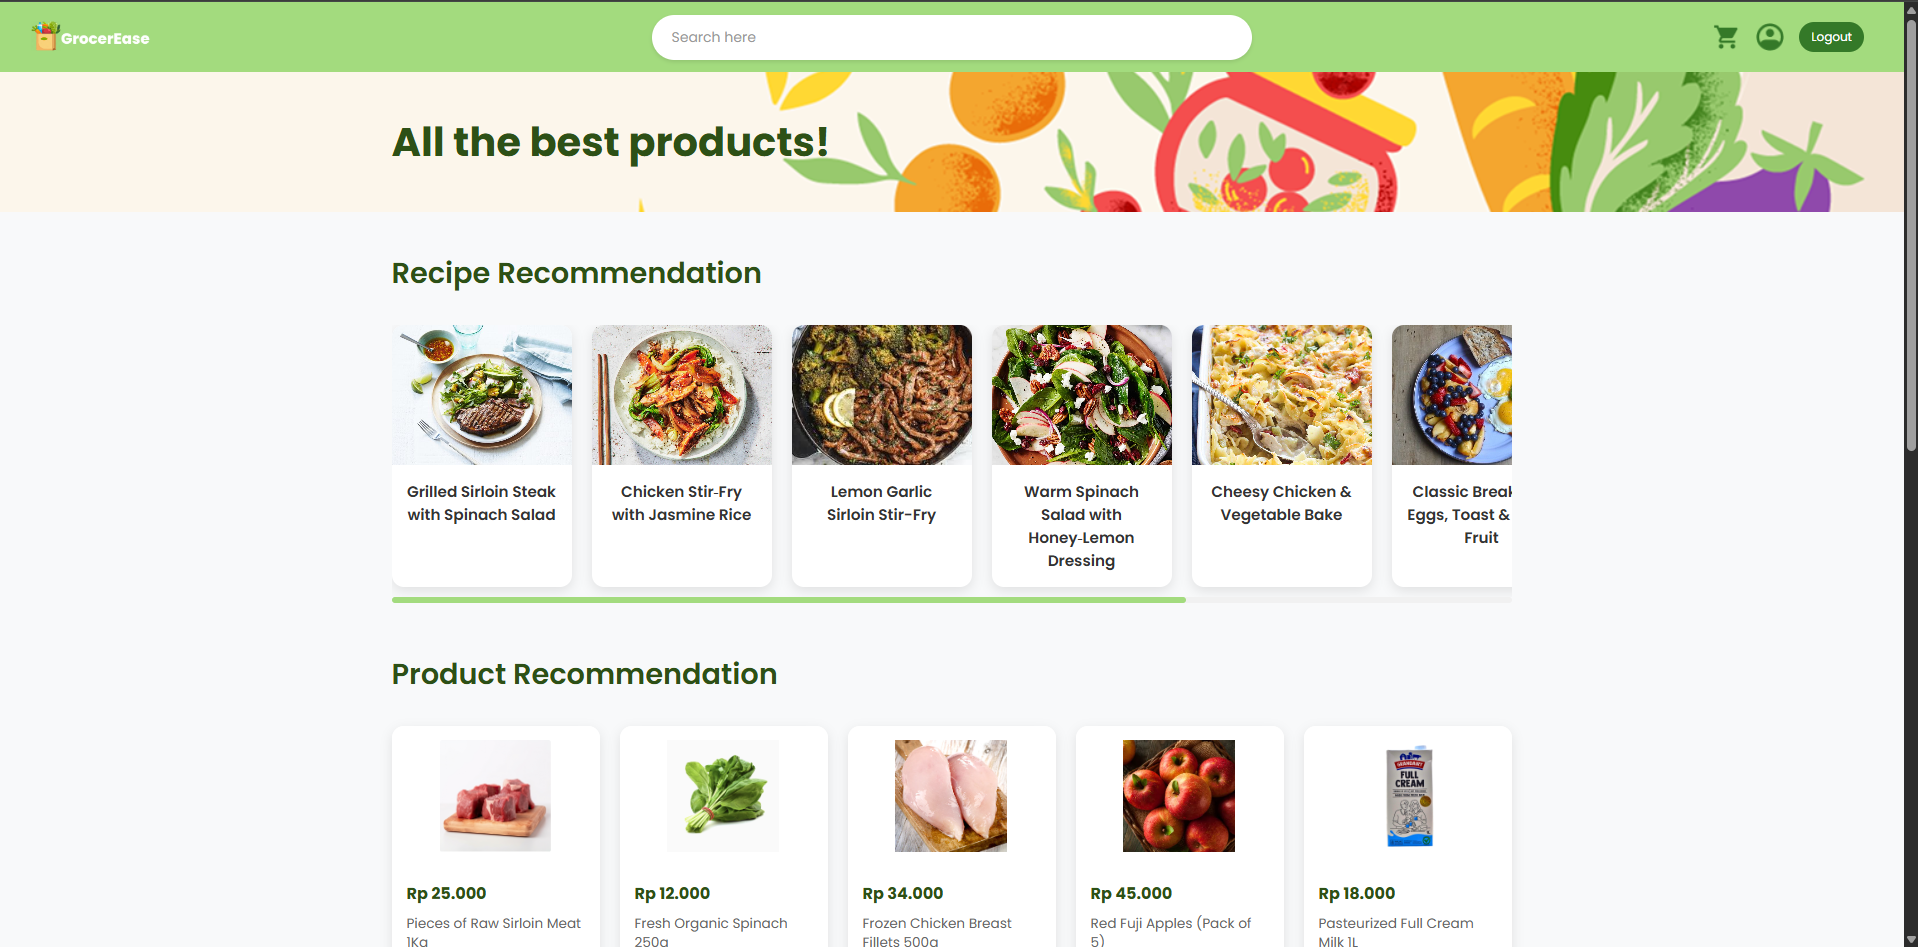 GrocerEase
Search here
Logout
All the best products!
Recipe Recommendation
Grilled Sirloin Steak
with Spinach Salad
Chicken Stir-Fry
with Jasmine Rice
Lemon Garlic
Sirloin Stir-Fry
Warm Spinach
Salad with
Honey-Lemon
Dressing
Cheesy Chicken &
Vegetable Bake
Classic Break
Eggs, Toast &
Fruit
Product Recommendation
FULL
CREAM
Rp 25.000
Pieces of Raw Sirloin Meat
1Kg
Rp 12.000
Fresh Organic Spinach
250g
Rp 34.000
Frozen Chicken Breast
Fillets 500g
Rp 45.000
Red Fuji Apples (Pack of
5)
Rp 18.000
Pasteurized Full Cream
Milk 1L